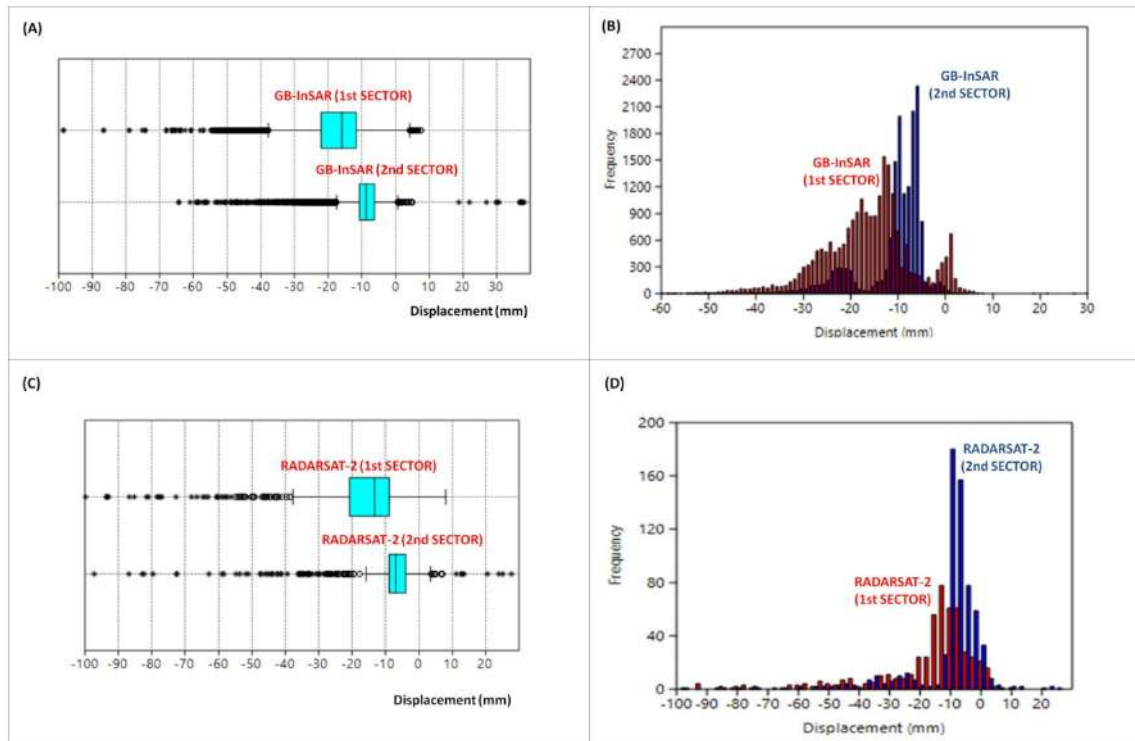 (A)
GB-InSAR (1st SECTOR)
GB-InSAR (2nd SECTOR)
-100 -90 -80 -70 -60 -50 -40 -30 -20 -10 0 10 20 30
Displacement (mm)
(B)
2700
2400
2100
1800
1500
1200
900
600
300
0
Frequency
GB-InSAR
(2nd SECTOR)
GB-InSAR
(1st SECTOR)
-60 -50 -40 -30 -20 -10 0 10 20 30
Displacement (mm)
(C)
RADARSAT-2 (1st SECTOR)
RADARSAT-2 (2nd SECTOR)
-100 -90 -80 -70 -60 -50 -40 -30 -20 -10 0 10 20
Displacement (mm)
(D)
200
160
120
80
40
0
Frequency
RADARSAT-2
(2nd SECTOR)
RADARSAT-2
(1st SECTOR)
-100 -90 -80 -70 -60 -50 -40 -30 -20 -10 0 10 20
Displacement (mm)